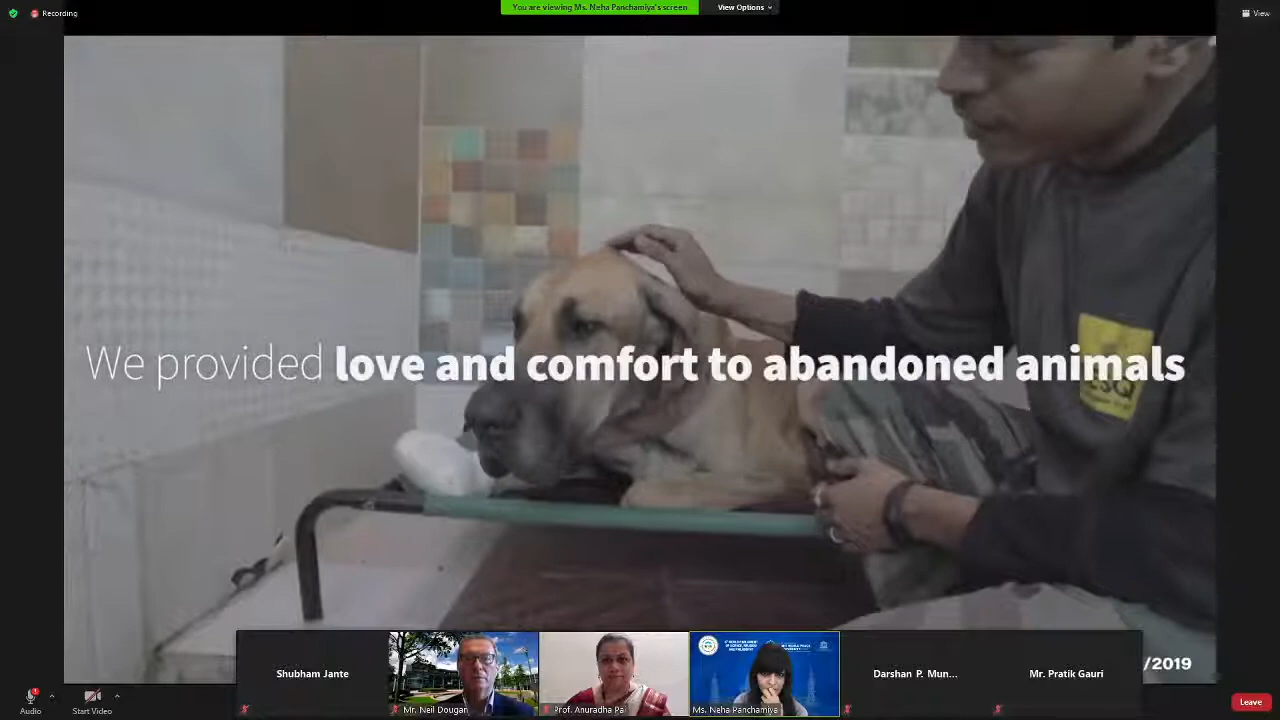 Recording
You are viewing Ms. Neha Panchamiya's screen
View Options
View
We provided love and comfort to abandoned animals
/2019
Shubham Jante
Mr. Neil Dougan
Prof. Anuradha Pa
Ms. Neha Panchamiya
Darshan P. Mun...
Mr. Pratik Gauri
Audio
Start Video
Leave